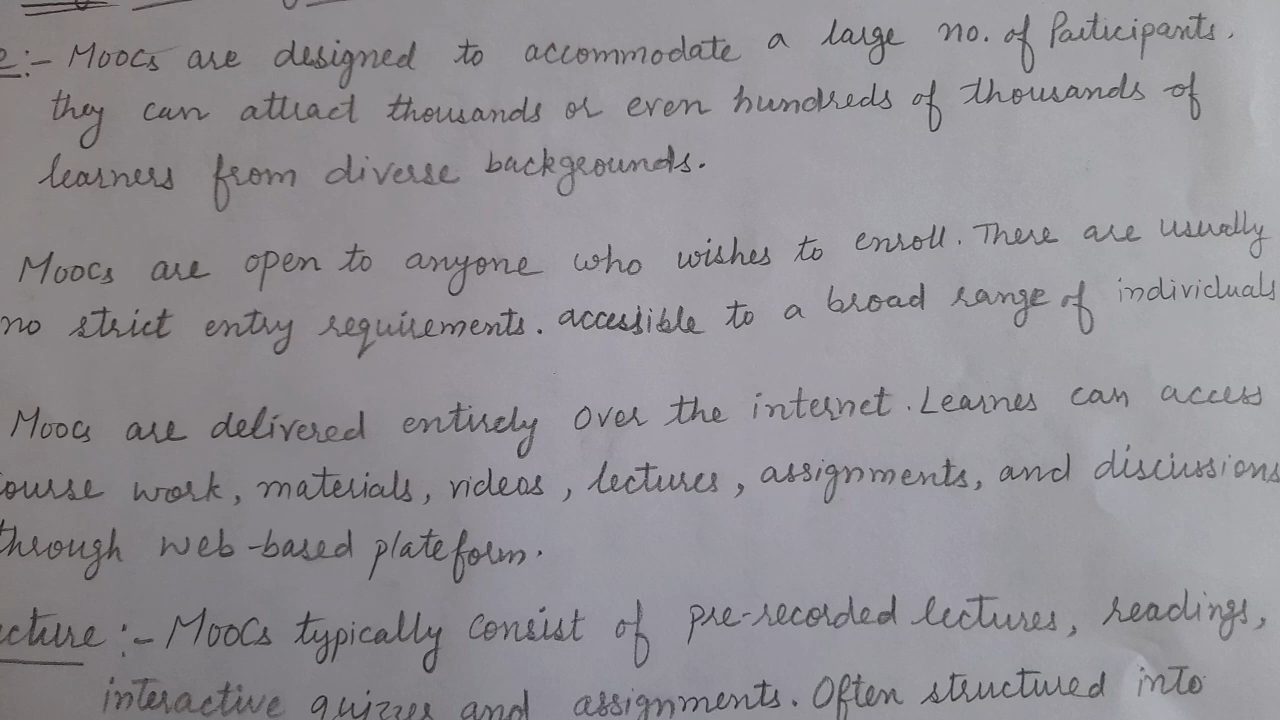 e:- Moocs are designed to accommodate a large no. of Participants.
they can attract thousands or even hundreds of thousands of
learners from diverse backgrounds.
Moocs are open to anyone who wishes to enroll. There are usually
no strict entry requirements. accessible to a broad range of individuals
Moocs are delivered entirely over the internet. Learnes can access
ourse work, materials, videos, lectures, assignments, and discussions
through web-based plateform.
cture :- Moocs typically consist of pre-recorded lectures, readings,
interactive quizzes and assignments. Often structured into